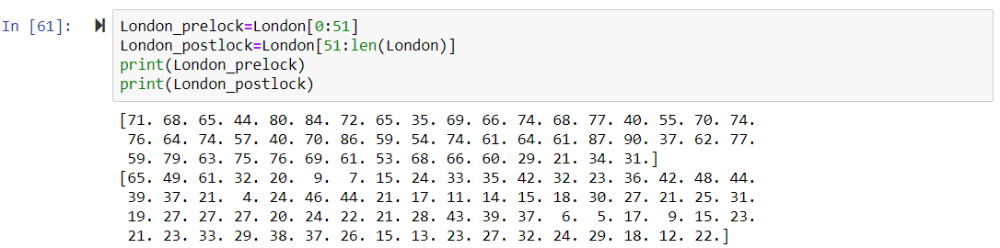 In [61]:
London_prelock=London[0:51]
London_postlock=London[51:len(London)]
print(London_prelock)
print(London_postlock)
[71. 68. 65. 44. 80. 84. 72. 65. 35. 69. 66. 74. 68. 77. 40. 55. 70. 74.
76. 64. 74. 57. 40. 70. 86. 59. 54. 74. 61. 64. 61. 87. 90. 37. 62. 77.
59. 79. 63. 75. 76. 69. 61. 53. 68. 66. 60. 29. 21. 34. 31.]
[65. 49. 61. 32. 20.  9.  7. 15. 24. 33. 35. 42. 32. 23. 36. 42. 48. 44.
39. 37. 21.  4. 24. 46. 44. 21. 17. 11. 14. 15. 18. 30. 27. 21. 25. 31.
19. 27. 27. 27. 20. 24. 22. 21. 28. 43. 39. 37.  6.  5. 17.  9. 15. 23.
21. 23. 33. 29. 38. 37. 26. 15. 13. 23. 27. 32. 24. 29. 18. 12. 22.]